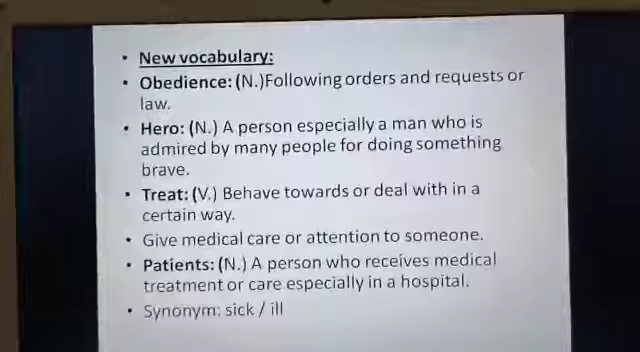 • New vocabulary:
• Obedience: (N.)Following orders and requests or
law.
• Hero: (N.) A person especially a man who is
admired by many people for doing something
brave.
• Treat: (V.) Behave towards or deal with in a
certain way.
• Give medical care or attention to someone.
• Patients: (N.) A person who receives medical
treatment or care especially in a hospital.
• Synonym: sick / ill